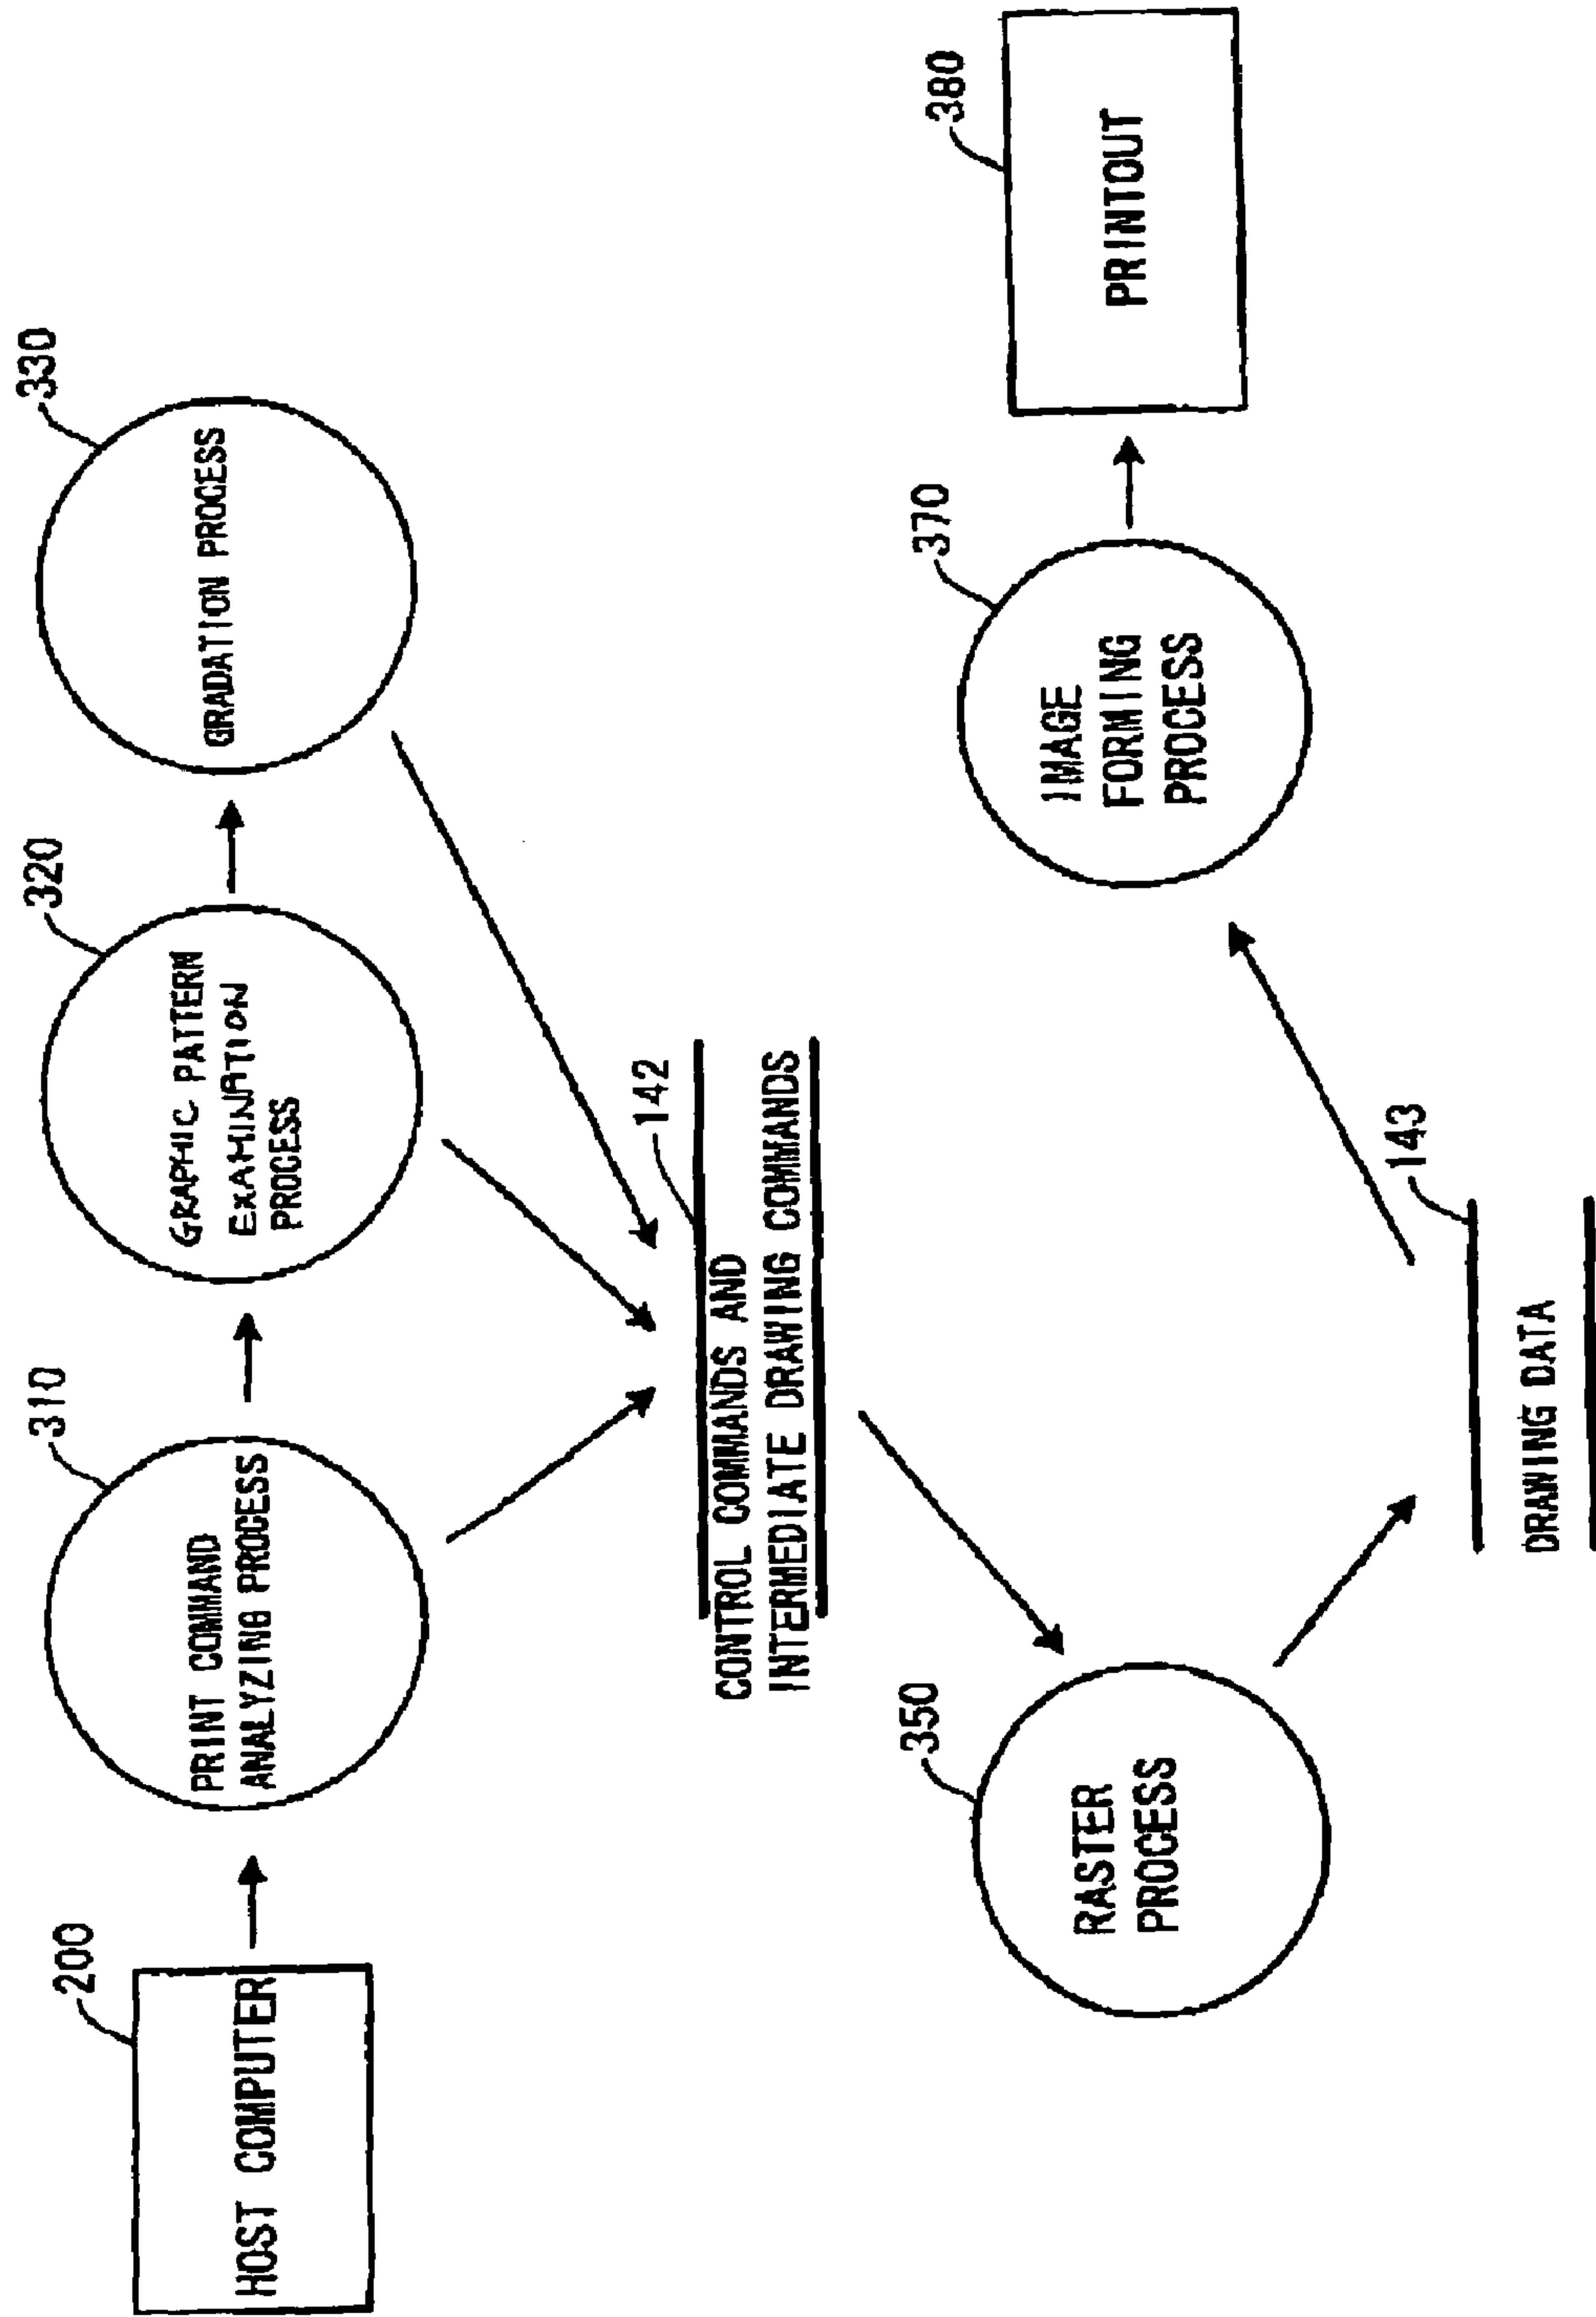 200
HOST COMPUTER
310
PRINT COMMAND
ANALYZING PROCESS
320
GRAPHIC PATTERN
EXAMINATION
PROCESS
330
GRADATION PROCESS
142
CONTROL COMMANDS AND
INTERMEDIATE DRAWING COMMANDS
350
RASTER
PROCESS
370
IMAGE
FORMING
PROCESS
380
PRINTOUT
143
DRAWING DATA